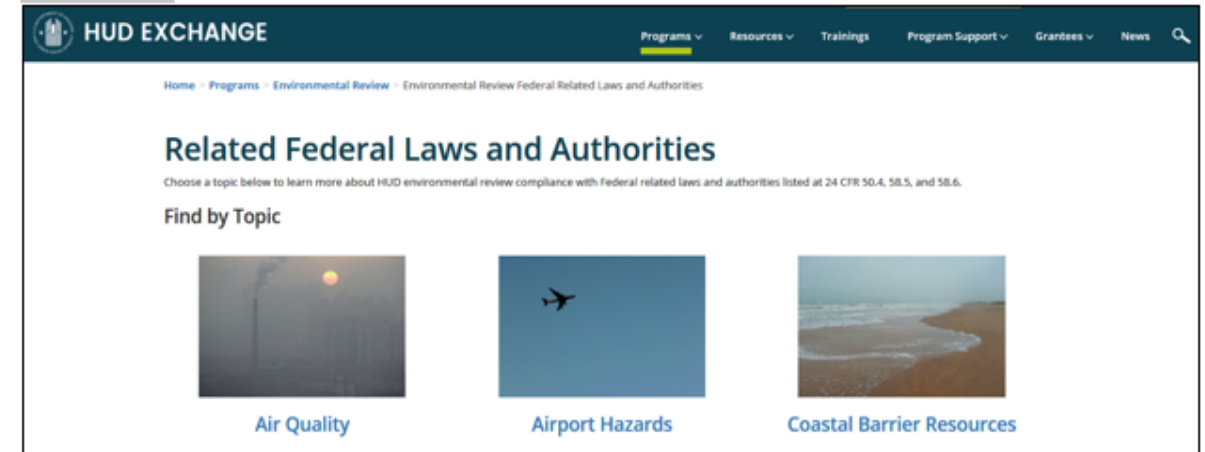 HUD EXCHANGE
Programs Resources Trainings Program Support Grantees News
Home > Programs > Environmental Review > Environmental Review Federal Related Laws and Authorities
Related Federal Laws and Authorities
Choose a topic below to learn more about HUD environmental review compliance with Federal related laws and authorities listed at 24 CFR 50.4, 58.5, and 58.6.
Find by Topic
Air Quality Airport Hazards Coastal Barrier Resources